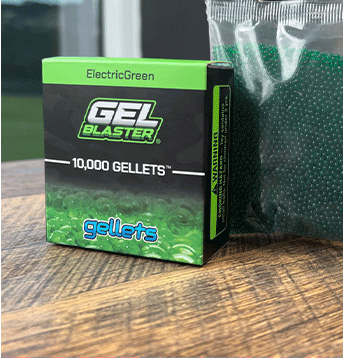 ElectricGreen
GEL
BLASTER®
10,000 GELLETS™
gellets
WARNING